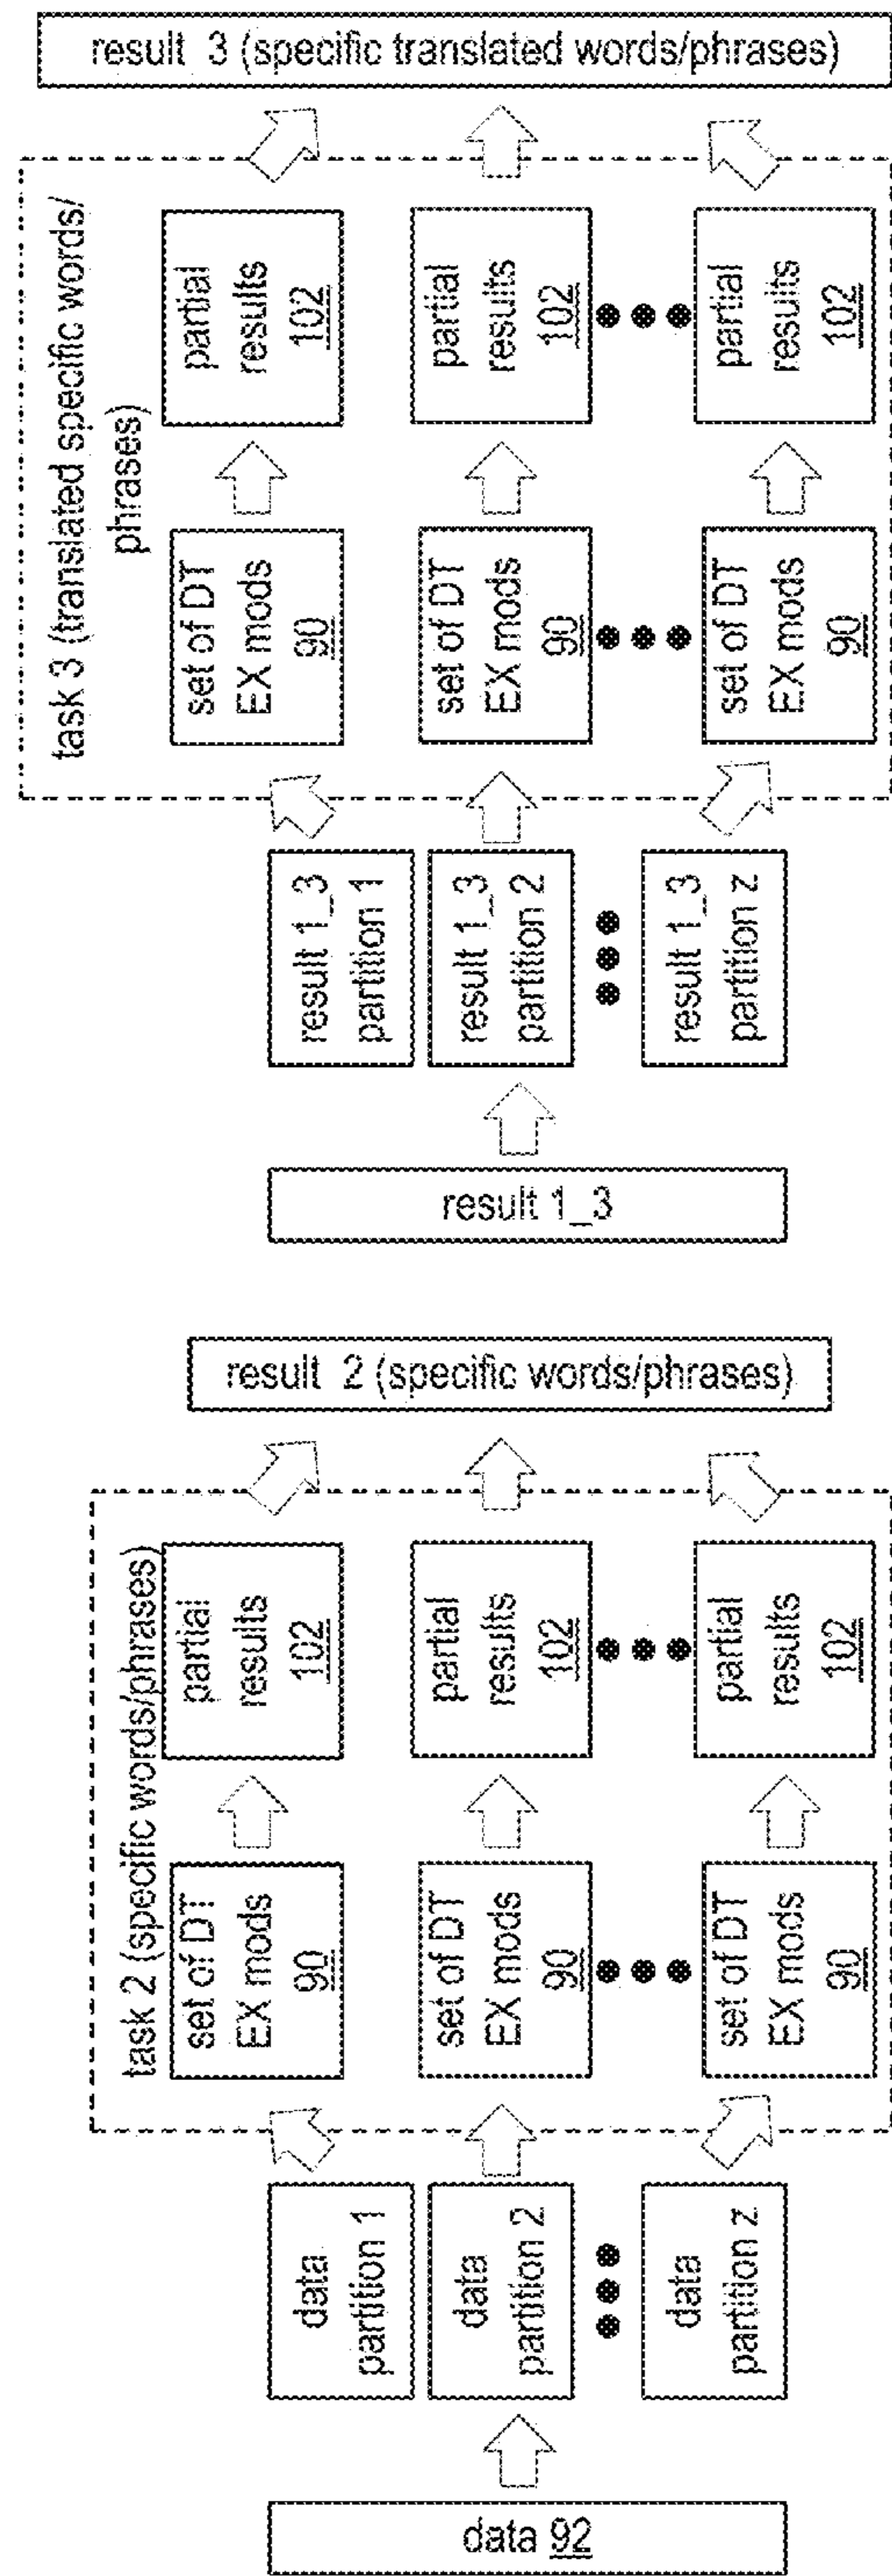 data 92
data
partition 1
data
partition 2
data
partition z
task 2 (specific words/phrases)
set of DT
EX mods
90
set of DT
EX mods
90
set of DT
EX mods
90
partial
results
102
partial
results
102
partial
results
102
result 2 (specific words/phrases)
result 1_3
result 1_3
partition 1
result 1_3
partition 2
result 1_3
partition z
task 3 (translated specific words/
phrases)
set of DT
EX mods
90
set of DT
EX mods
90
set of DT
EX mods
90
partial
results
102
partial
results
102
partial
results
102
result 3 (specific translated words/phrases)